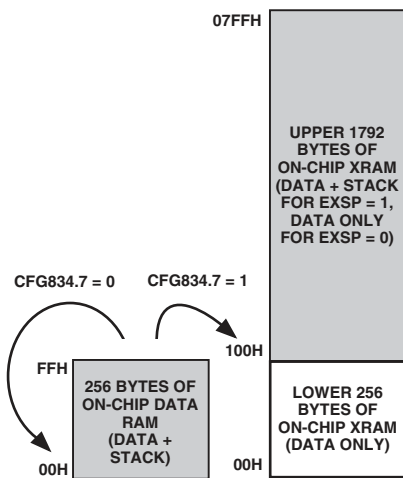 07FFH
UPPER 1792
BYTES OF
ON-CHIP XRAM
(DATA + STACK
FOR EXSP = 1,
DATA ONLY
FOR EXSP = 0)
CFG834.7 = 0
CFG834.7 = 1
100H
FFH
256 BYTES OF
ON-CHIP DATA
RAM
(DATA +
STACK)
00H
LOWER 256
BYTES OF
ON-CHIP XRAM
(DATA ONLY)
00H